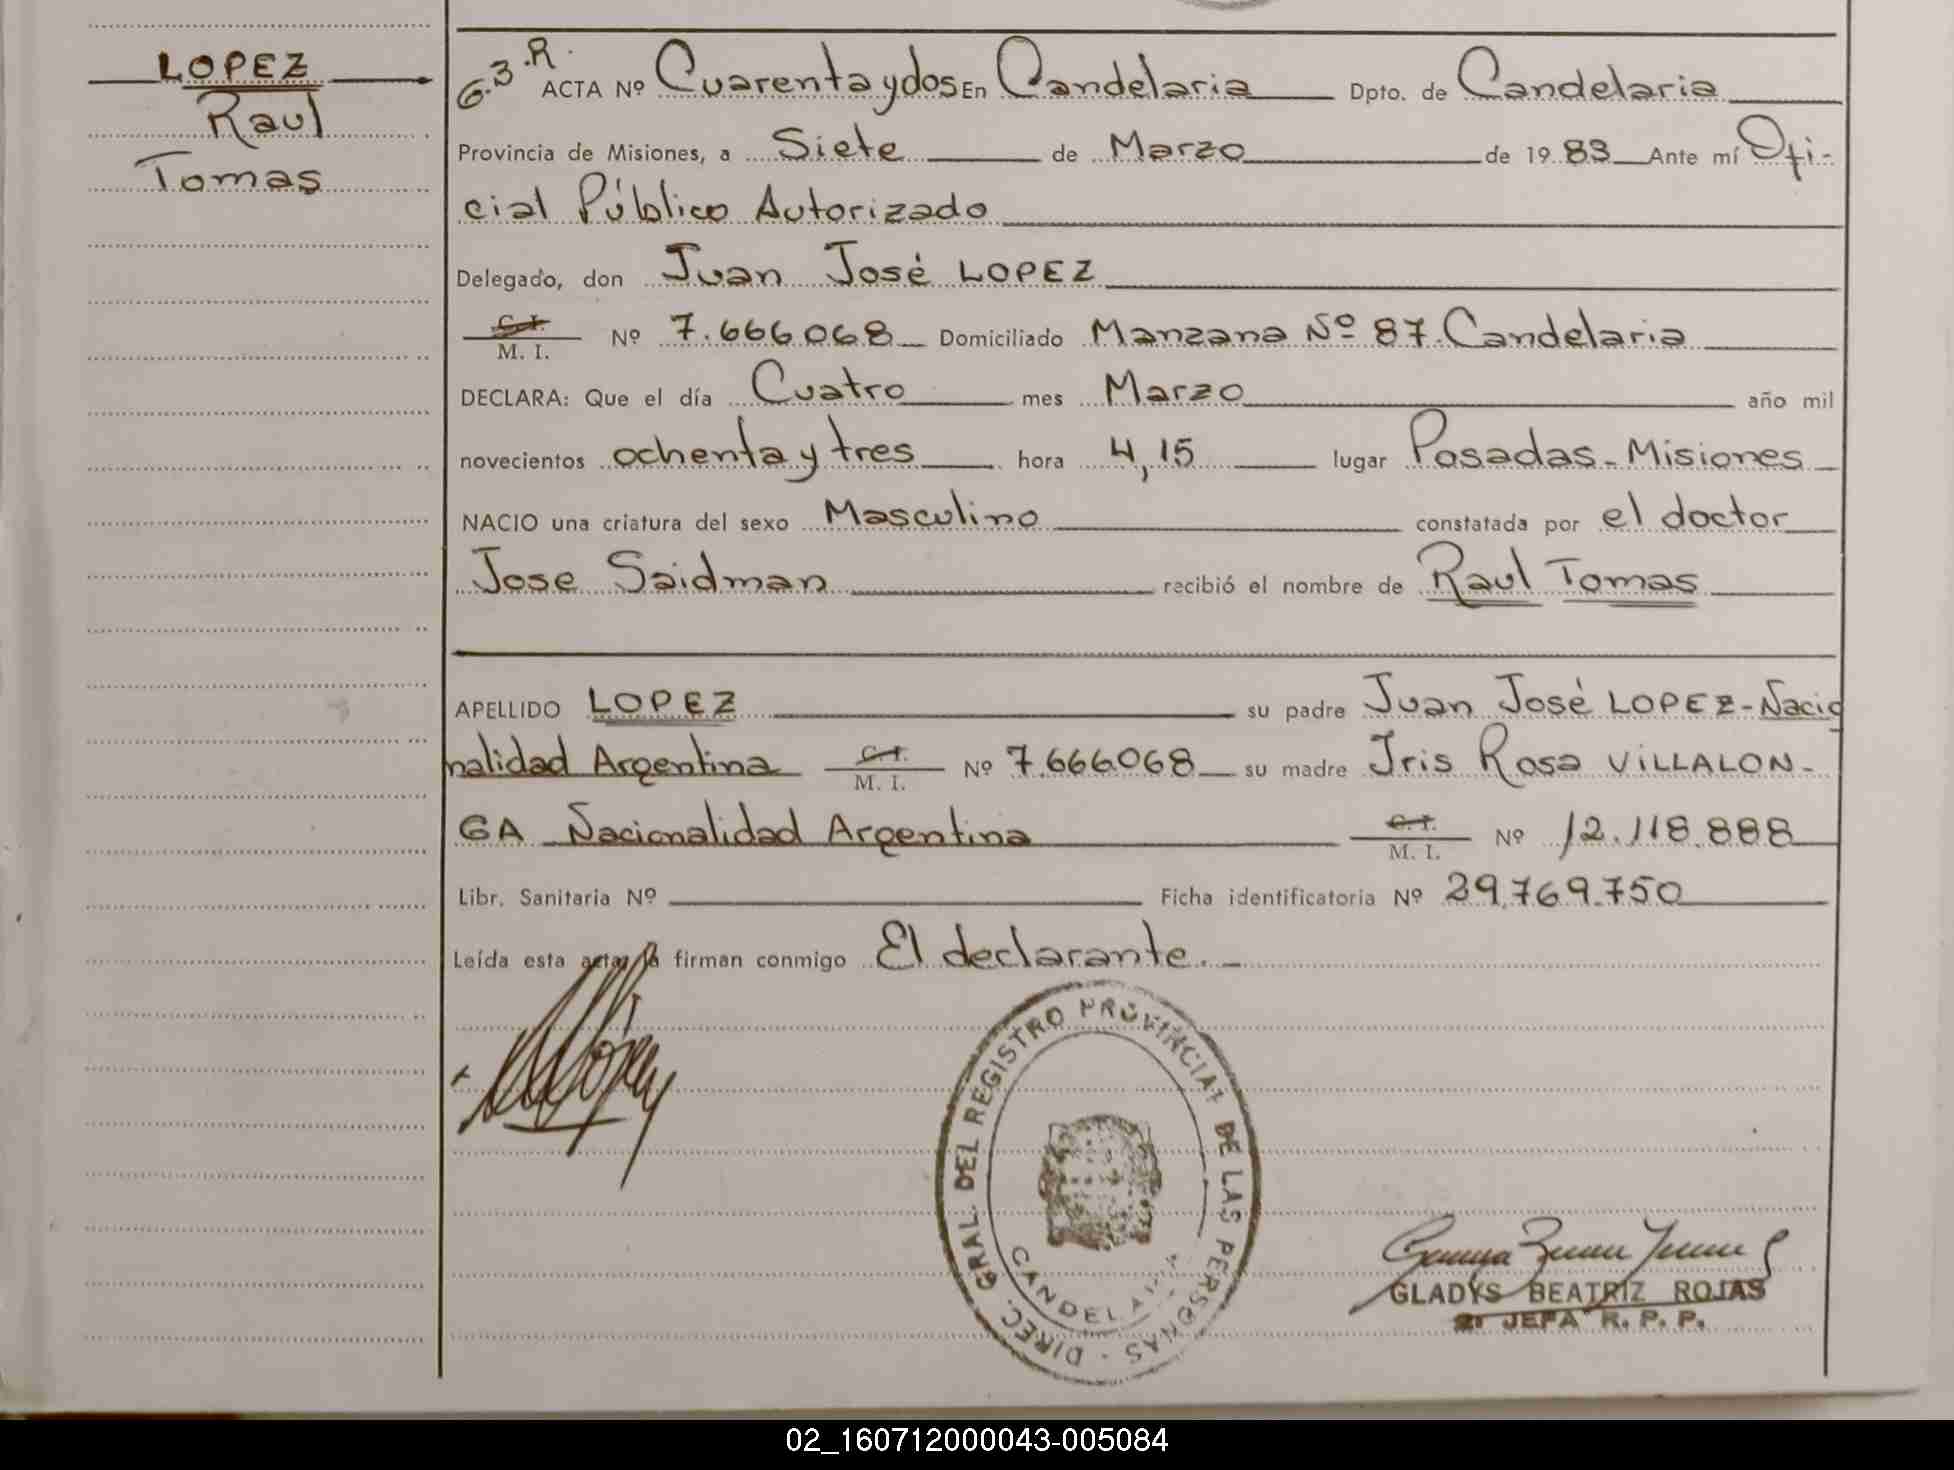 LOPEZ
Raul
Tomas
63.R.
ACTA Nº Cuarenta y dos En Candelaria Dpto. de Candelaria
Provincia de Misiones, a Siete de Marzo de 19 83 Ante mí Ofi-
cial Público Autorizado
Delegado, don Juan José LOPEZ
C. I.
M. I. Nº 7.666068 Domiciliado Manzana Nº 87. Candelaria
DECLARA: Que el día Cuatro mes Marzo año mil
novecientos ochenta y tres hora 4,15 lugar Posadas - Misiones
NACIO una criatura del sexo Masculino constatada por el doctor
Jose Saidman recibió el nombre de Raul Tomas
APELLIDO LOPEZ su padre Juan José LOPEZ - Nacio
nalidad Argentina C. I.
M. I. Nº 7.666068 su madre Iris Rosa VILLALON-
GA Nacionalidad Argentina C. I.
M. I. Nº 12.118.888
Libr. Sanitaria Nº Ficha identificatoria Nº 29.769.750
Leída esta acta, la firman conmigo El declarante.-
DIREC. GRAL. DEL REGISTRO PROVINCIAL DE LAS PERSONAS -
CANDELARIA
GLADYS BEATRIZ ROJAS
JEFA R. P. P.
02_160712000043-005084